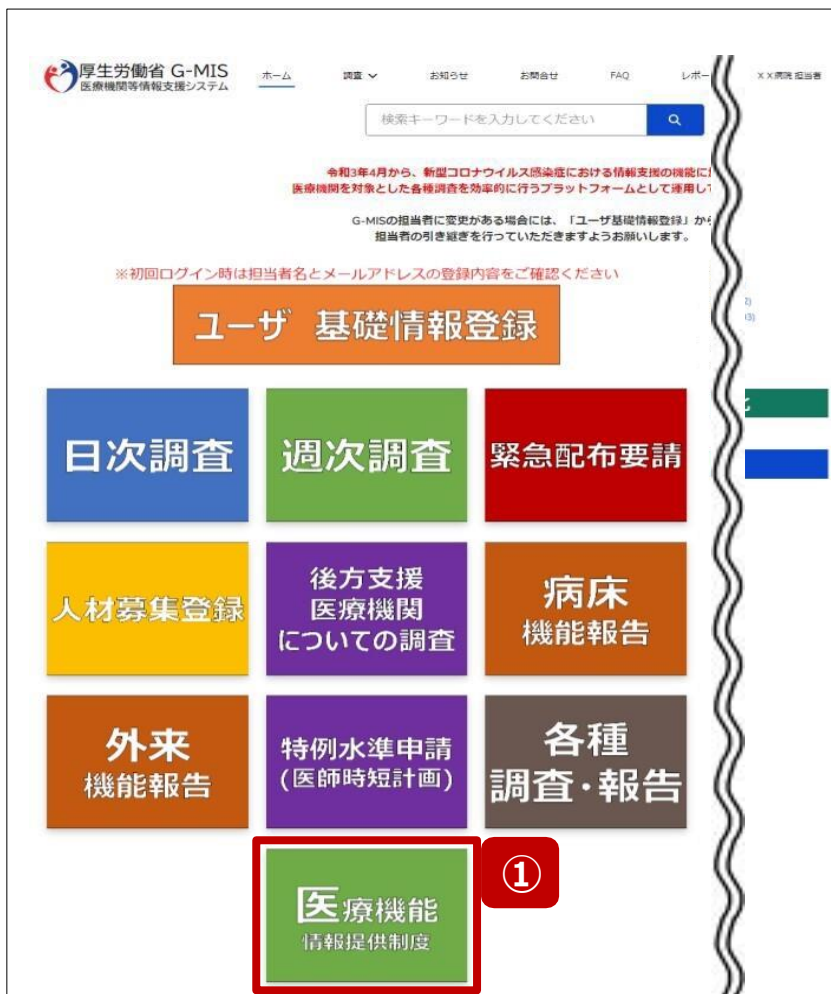 厚生労働省 G-MIS
医療機関等情報支援システム
ホーム 調査 お知らせ お問合せ FAQ レポー ××病院 担当者
検索キーワードを入力してください
令和3年4月から、新型コロナウイルス感染症における情報支援の機能に
医療機関を対象とした各種調査を効率的に行うプラットフォームとして運用し
G-MISの担当者に変更がある場合には、「ユーザ基礎情報登録」か
担当者の引き継ぎを行っていただきますようお願いします。
※初回ログイン時は担当者名とメールアドレスの登録内容をご確認ください
2)
03)
ユーザ 基礎情報登録
日次調査
週次調査
緊急配布要請
人材募集登録
後方支援
医療機関
についての調査
病床
機能報告
外来
機能報告
特例水準申請
(医師時短計画)
各種
調査・報告
医療機能
情報提供制度
①